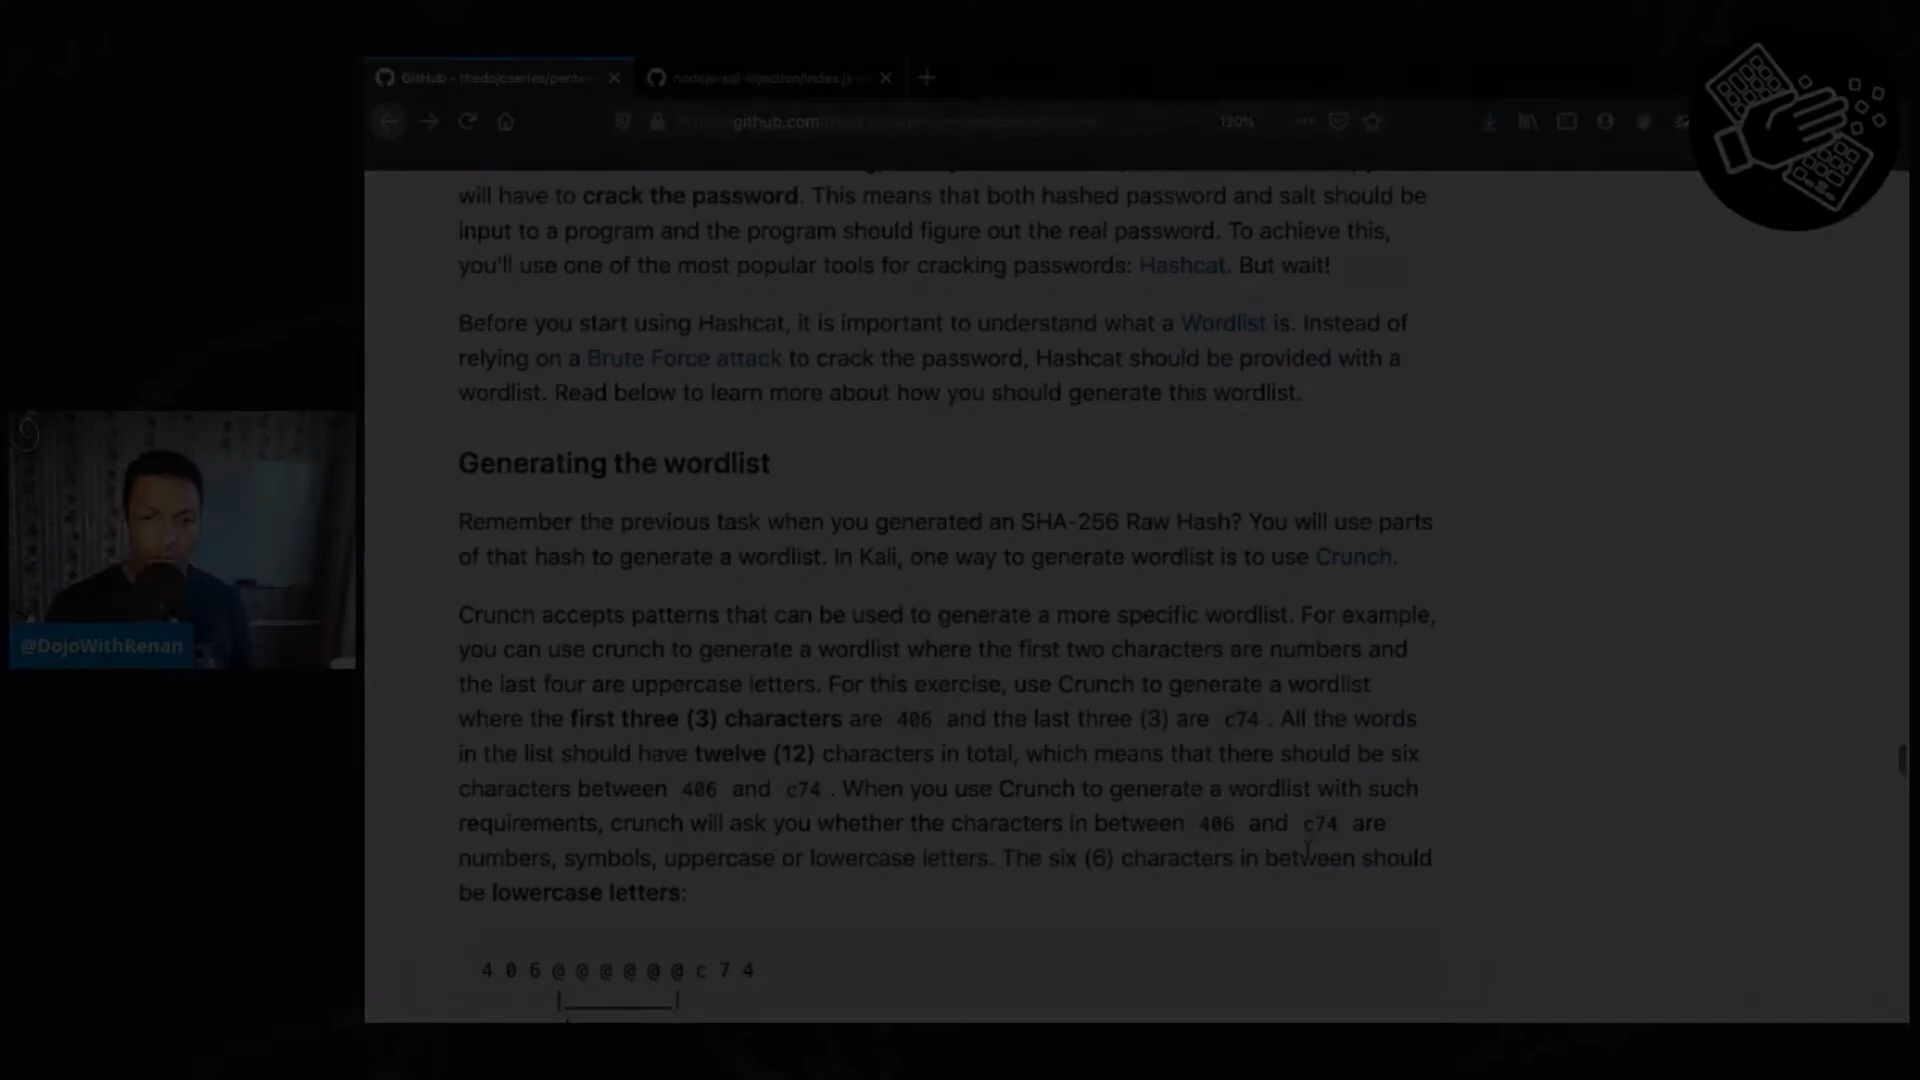 GitHub - thedojoseries/pente
nodejs-sql-injection/index.js
github.com
120%
will have to crack the password. This means that both hashed password and salt should be
input to a program and the program should figure out the real password. To achieve this,
you'll use one of the most popular tools for cracking passwords: Hashcat. But wait!
Before you start using Hashcat, it is important to understand what a Wordlist is. Instead of
relying on a Brute Force attack to crack the password, Hashcat should be provided with a
wordlist. Read below to learn more about how you should generate this wordlist.
Generating the wordlist
Remember the previous task when you generated an SHA-256 Raw Hash? You will use parts
of that hash to generate a wordlist. In Kali, one way to generate wordlist is to use Crunch.
Crunch accepts patterns that can be used to generate a more specific wordlist. For example,
you can use crunch to generate a wordlist where the first two characters are numbers and
the last four are uppercase letters. For this exercise, use Crunch to generate a wordlist
where the first three (3) characters are 406 and the last three (3) are c74 . All the words
in the list should have twelve (12) characters in total, which means that there should be six
characters between 406 and c74 . When you use Crunch to generate a wordlist with such
requirements, crunch will ask you whether the characters in between 406 and c74 are
numbers, symbols, uppercase or lowercase letters. The six (6) characters in between should
be lowercase letters:
4 0 6 @ @ @ @ @ @ c 7 4
|_________|
@DojoWithRenan